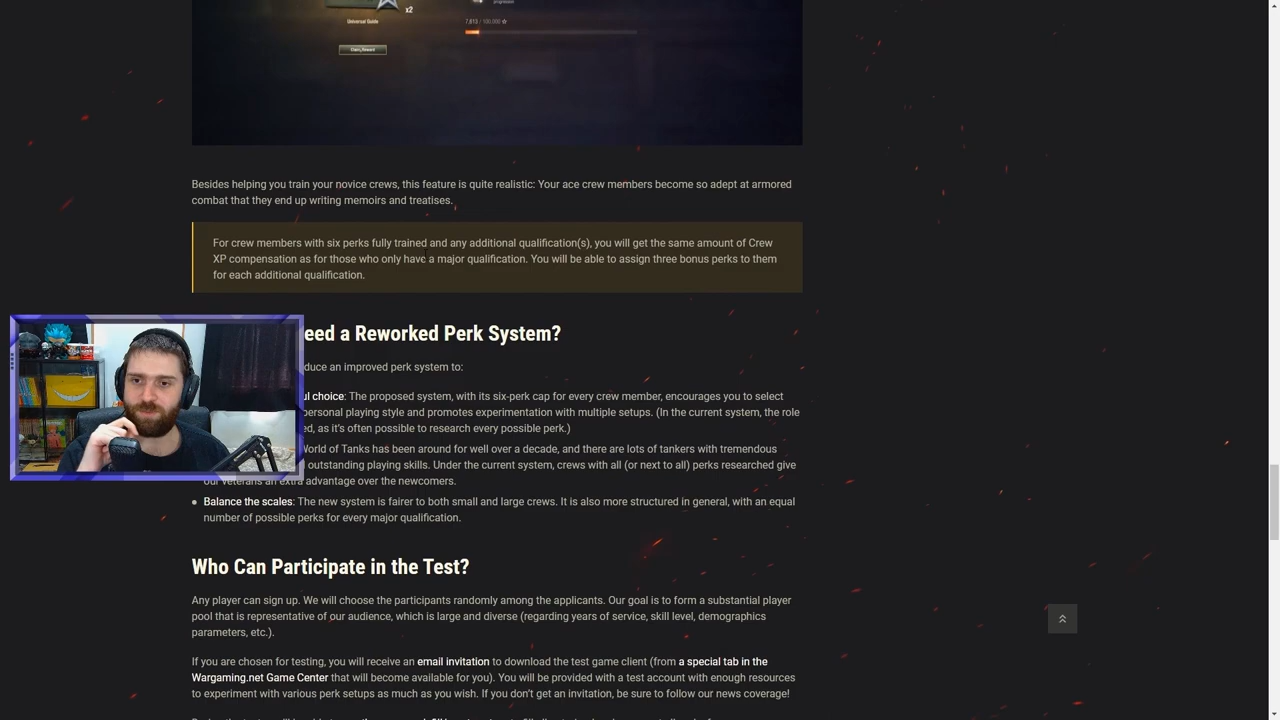 x2
Universal Guide
progression
7,613 / 100,000
Claim Reward
Besides helping you train your novice crews, this feature is quite realistic: Your ace crew members become so adept at armored
combat that they end up writing memoirs and treatises.
For crew members with six perks fully trained and any additional qualification(s), you will get the same amount of Crew
XP compensation as for those who only have a major qualification. You will be able to assign three bonus perks to them
for each additional qualification.
eed a Reworked Perk System?
duce an improved perk system to:
ul choice: The proposed system, with its six-perk cap for every crew member, encourages you to select
personal playing style and promotes experimentation with multiple setups. (In the current system, the role
ed, as it's often possible to research every possible perk.)
World of Tanks has been around for well over a decade, and there are lots of tankers with tremendous
outstanding playing skills. Under the current system, crews with all (or next to all) perks researched give
our veterans an extra advantage over the newcomers.
Balance the scales: The new system is fairer to both small and large crews. It is also more structured in general, with an equal
number of possible perks for every major qualification.
Who Can Participate in the Test?
Any player can sign up. We will choose the participants randomly among the applicants. Our goal is to form a substantial player
pool that is representative of our audience, which is large and diverse (regarding years of service, skill level, demographics
parameters, etc.).
If you are chosen for testing, you will receive an email invitation to download the test game client (from a special tab in the
Wargaming.net Game Center that will become available for you). You will be provided with a test account with enough resources
to experiment with various perk setups as much as you wish. If you don't get an invitation, be sure to follow our news coverage!